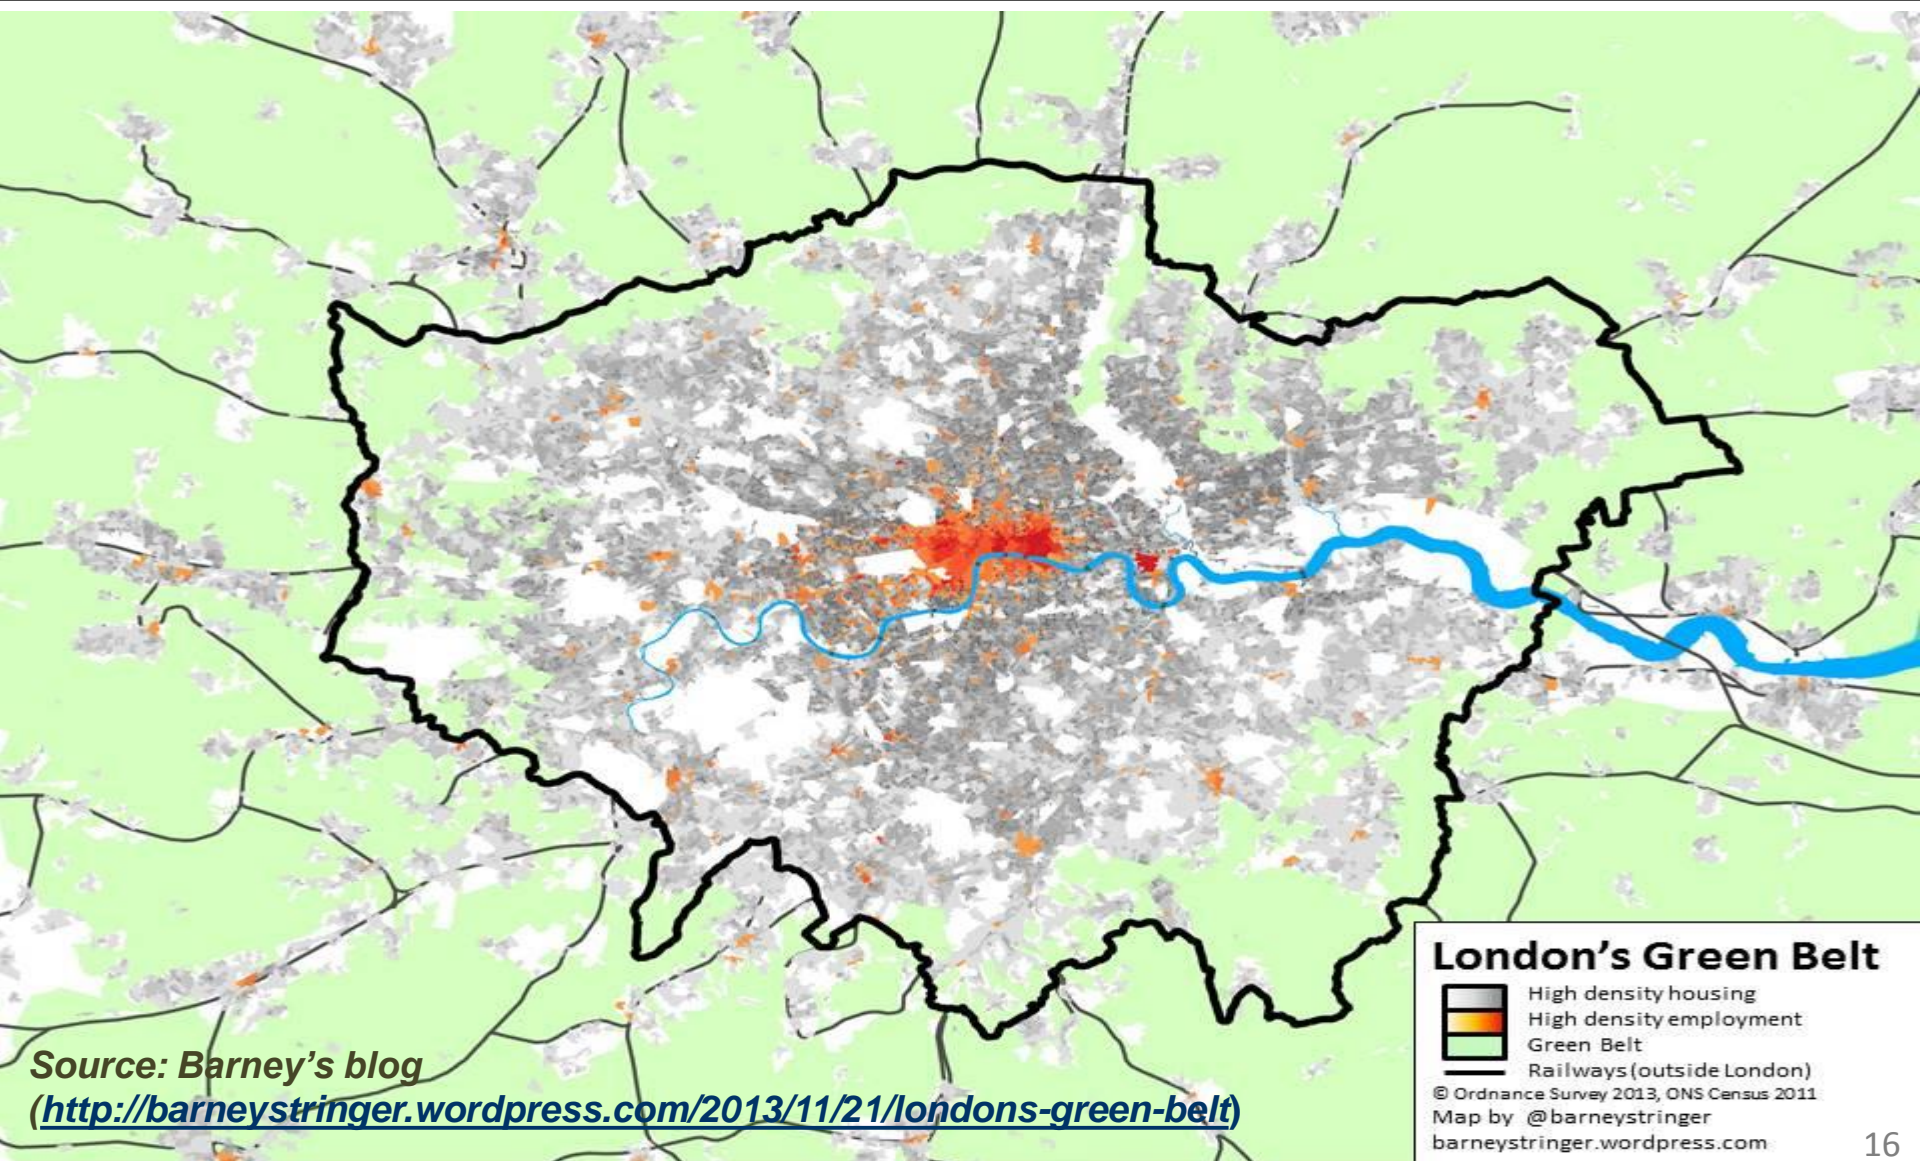 London's Green Belt
High density housing
High density employment
Green Belt
Railways (outside London)
© Ordnance Survey 2013, ONS Census 2011
Map by @barneystringer
barneystringer.wordpress.com
Source: Barney's blog
(http://barneystringer.wordpress.com/2013/11/21/londons-green-belt)
16